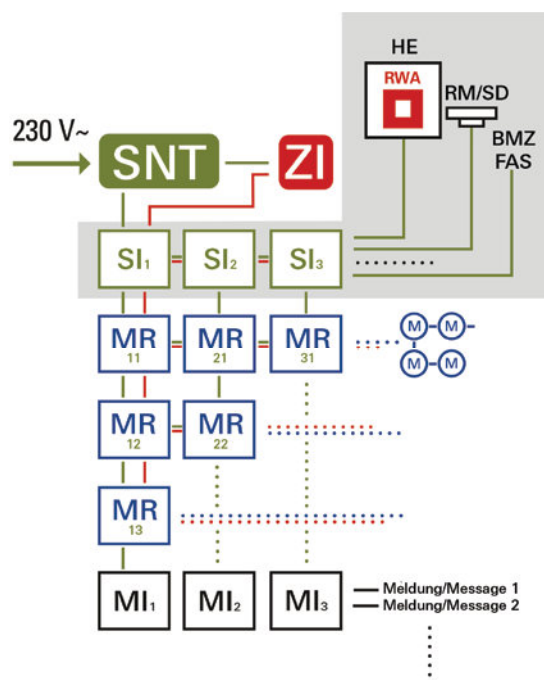 HE
RWA
RM/SD
BMZ
FAS
230 V~
SNT
ZI
SI1
SI2
SI3
MR
11
MR
21
MR
31
M
M
M
M
MR
12
MR
22
MR
13
MI1
MI2
MI3
Meldung/Message 1
Meldung/Message 2